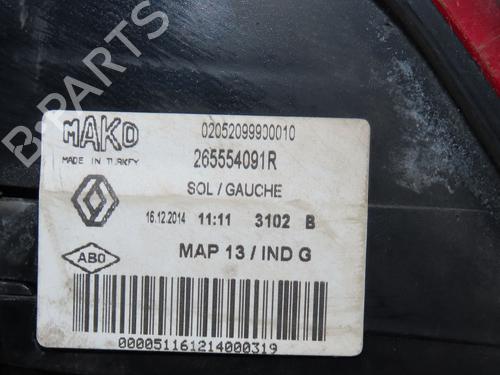 B-PARTS
MAKO
MADE IN TURKEY
02052099900010
265554091R
SOL / GAUCHE
16.12.2014 11:11 3102 B
ABO
MAP 13 / IND G
000051161214000319